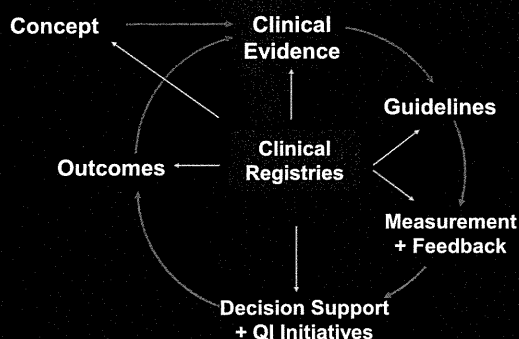 Concept
Clinical
Evidence
Guidelines
Clinical
Registries
Outcomes
Measurement
+ Feedback
Decision Support
+ QI Initiatives